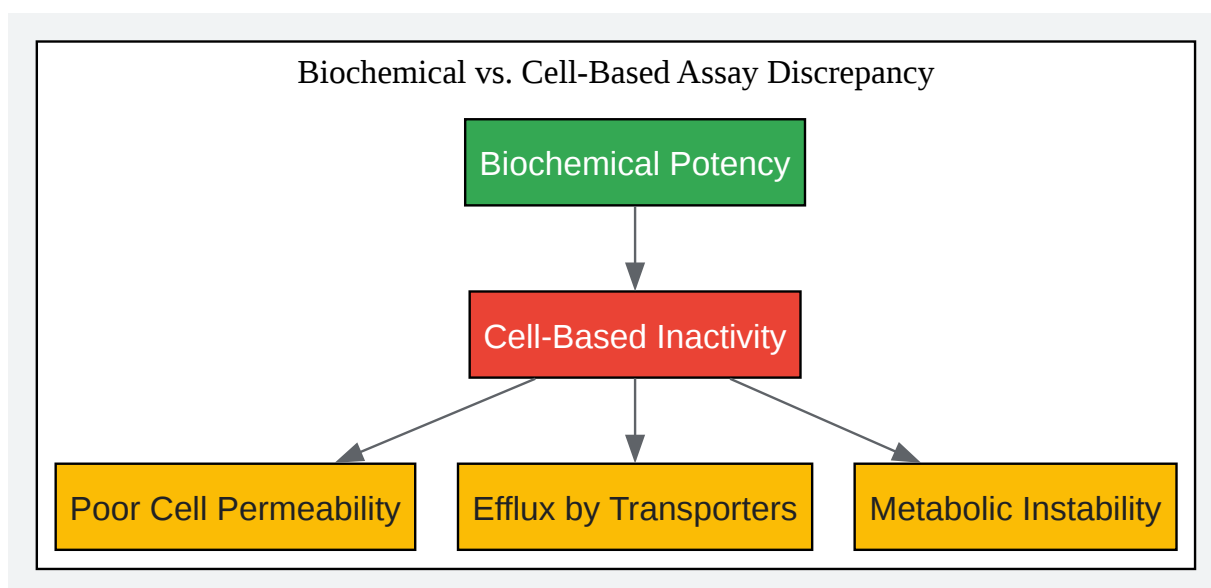 Biochemical vs. Cell-Based Assay Discrepancy
Biochemical Potency
Cell-Based Inactivity
Poor Cell Permeability
Efflux by Transporters
Metabolic Instability